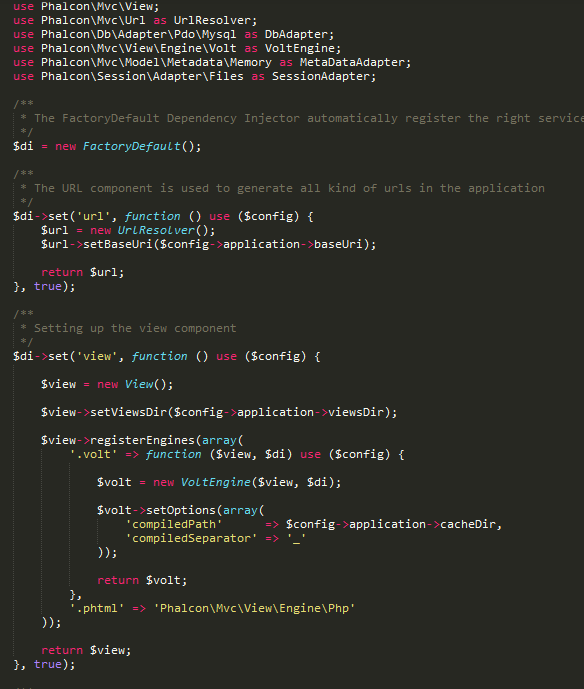 use Phalcon\Mvc\View;
use Phalcon\Mvc\Url as UrlResolver;
use Phalcon\Db\Adapter\Pdo\Mysql as DbAdapter;
use Phalcon\Mvc\View\Engine\Volt as VoltEngine;
use Phalcon\Mvc\Model\Metadata\Memory as MetaDataAdapter;
use Phalcon\Session\Adapter\Files as SessionAdapter;

/**
 * The FactoryDefault Dependency Injector automatically register the right service
 */
$di = new FactoryDefault();

/**
 * The URL component is used to generate all kind of urls in the application
 */
$di->set('url', function () use ($config) {
    $url = new UrlResolver();
    $url->setBaseUri($config->application->baseUri);

    return $url;
}, true);

/**
 * Setting up the view component
 */
$di->set('view', function () use ($config) {

    $view = new View();

    $view->setViewsDir($config->application->viewsDir);

    $view->registerEngines(array(
        '.volt' => function ($view, $di) use ($config) {

            $volt = new VoltEngine($view, $di);

            $volt->setOptions(array(
                'compiledPath'      => $config->application->cacheDir,
                'compiledSeparator' => '_'
            ));

            return $volt;
        },
        '.phtml' => 'Phalcon\Mvc\View\Engine\Php'
    ));

    return $view;
}, true);